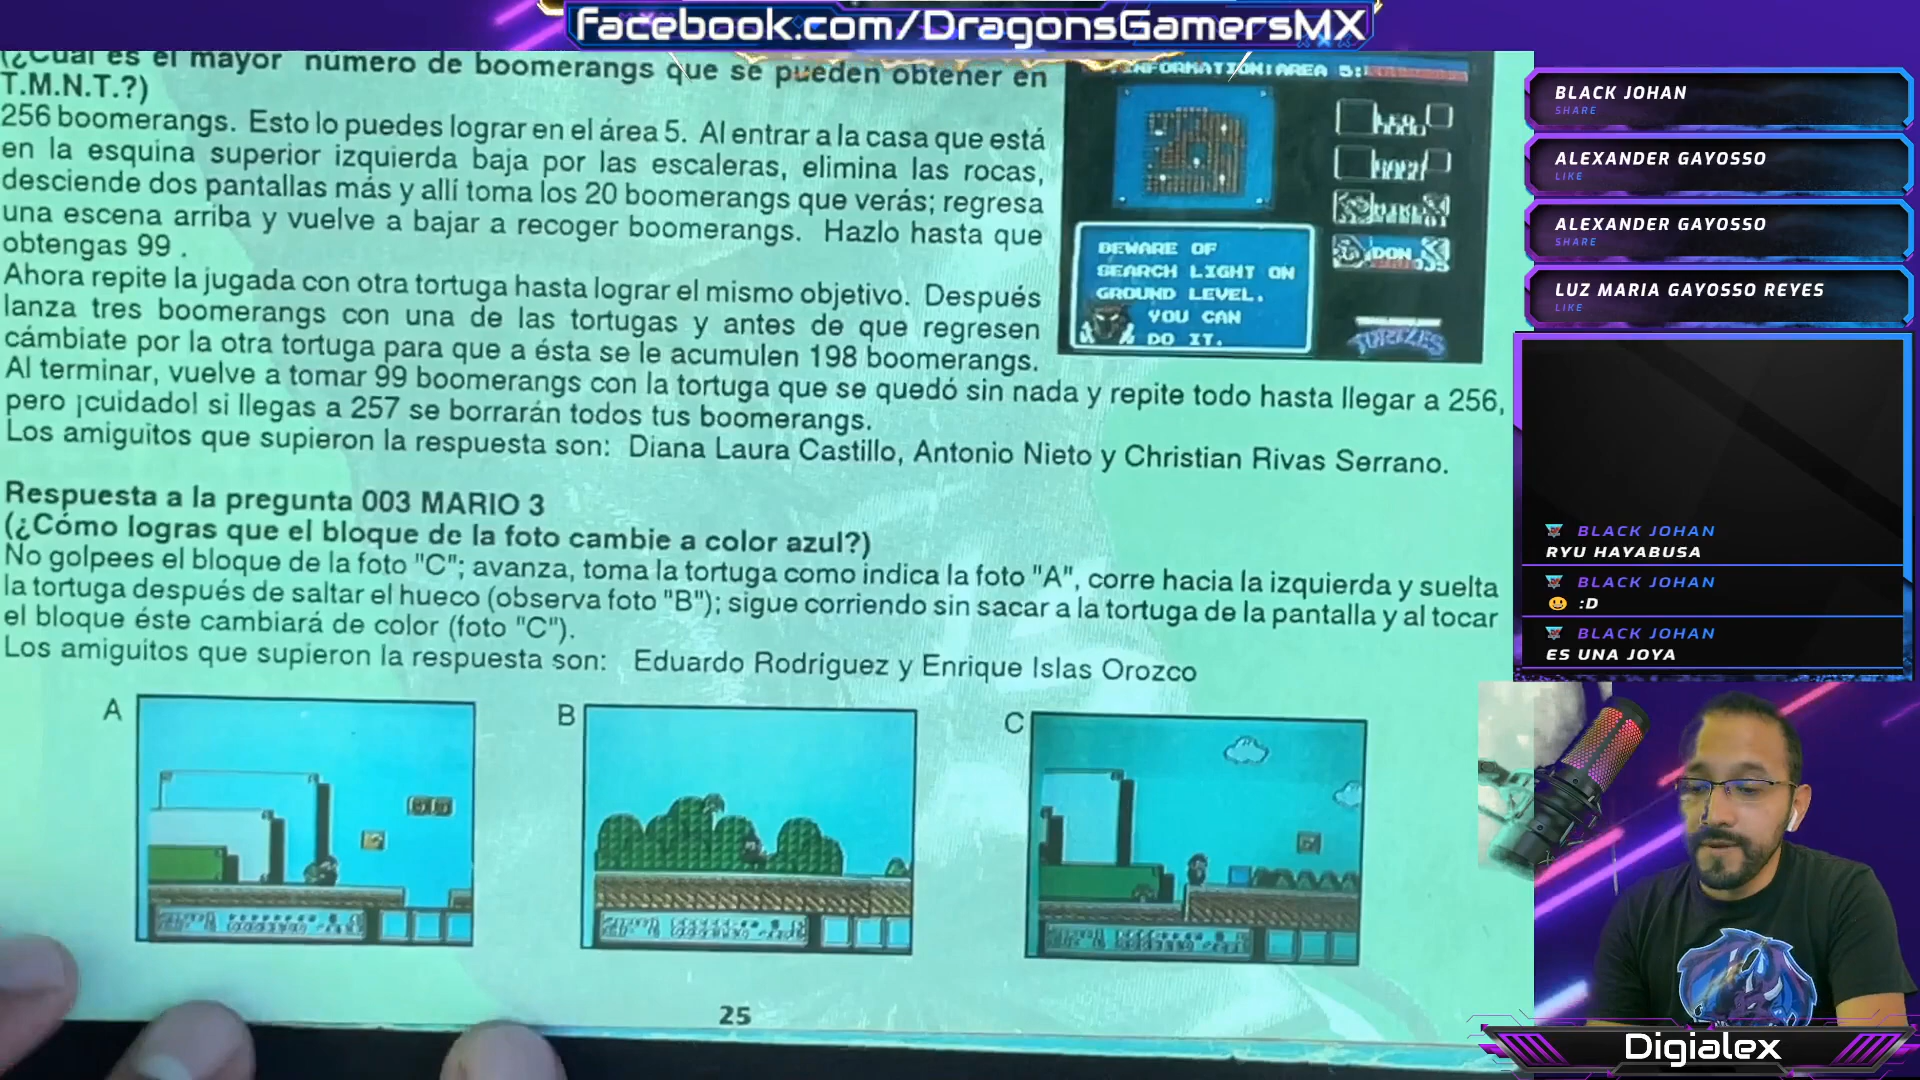 facebook.com/DragonsGamersMX
(¿Cuál es el mayor número de boomerangs que se pueden obtener en
T.M.N.T.?)
256 boomerangs. Esto lo puedes lograr en el área 5. Al entrar a la casa que está
en la esquina superior izquierda baja por las escaleras, elimina las rocas,
desciende dos pantallas más y allí toma los 20 boomerangs que verás; regresa
una escena arriba y vuelve a bajar a recoger boomerangs. Hazlo hasta que
obtengas 99 .
Ahora repite la jugada con otra tortuga hasta lograr el mismo objetivo. Después
lanza tres boomerangs con una de las tortugas y antes de que regresen
cámbiate por la otra tortuga para que a ésta se le acumulen 198 boomerangs.
Al terminar, vuelve a tomar 99 boomerangs con la tortuga que se quedó sin nada y repite todo hasta llegar a 256,
pero ¡cuidado! si llegas a 257 se borrarán todos tus boomerangs.
Los amiguitos que supieron la respuesta son: Diana Laura Castillo, Antonio Nieto y Christian Rivas Serrano.
INFORMATION:AREA 5:
LEO
RAPH
DON
BEWARE OF
SEARCH LIGHT ON
GROUND LEVEL.
YOU CAN
DO IT.
TURTLES
Respuesta a la pregunta 003 MARIO 3
(¿Cómo logras que el bloque de la foto cambie a color azul?)
No golpees el bloque de la foto "C"; avanza, toma la tortuga como indica la foto "A", corre hacia la izquierda y suelta
la tortuga después de saltar el hueco (observa foto "B"); sigue corriendo sin sacar a la tortuga de la pantalla y al tocar
el bloque éste cambiará de color (foto "C").
Los amiguitos que supieron la respuesta son: Eduardo Rodríguez y Enrique Islas Orozco
A
B
C
25
BLACK JOHAN
SHARE
ALEXANDER GAYOSSO
LIKE
ALEXANDER GAYOSSO
SHARE
LUZ MARIA GAYOSSO REYES
LIKE
BLACK JOHAN
RYU HAYABUSA
BLACK JOHAN
:D
BLACK JOHAN
ES UNA JOYA
Digialex